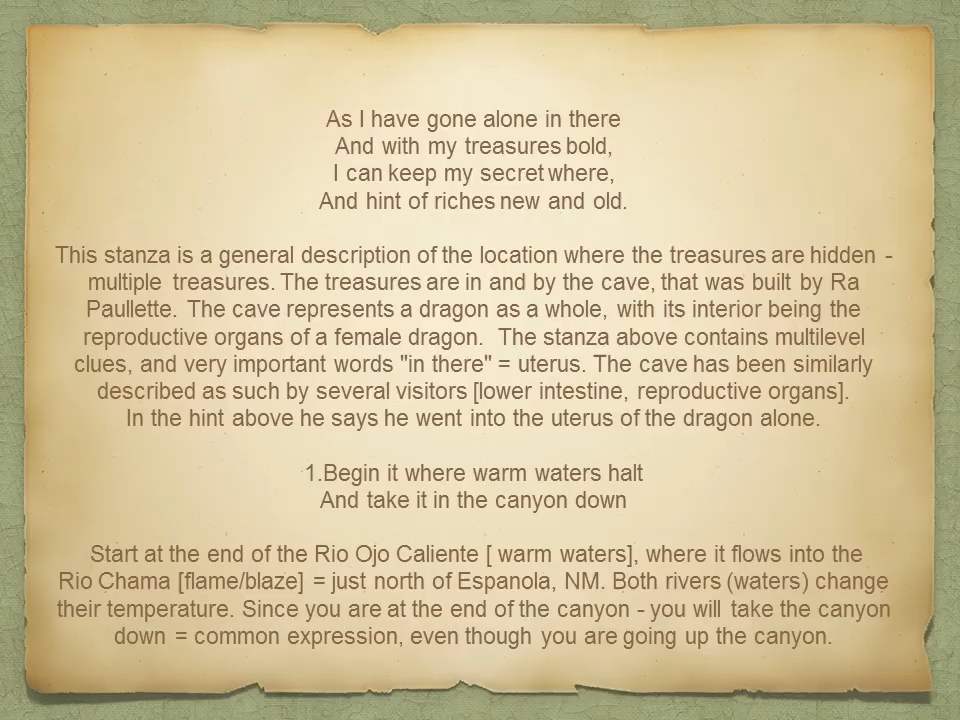 As I have gone alone in there
And with my treasures bold,
I can keep my secret where,
And hint of riches new and old.
This stanza is a general description of the location where the treasures are hidden -
multiple treasures. The treasures are in and by the cave, that was built by Ra
Paullette. The cave represents a dragon as a whole, with its interior being the
reproductive organs of a female dragon. The stanza above contains multilevel
clues, and very important words "in there" = uterus. The cave has been similarly
described as such by several visitors [lower intestine, reproductive organs].
In the hint above he says he went into the uterus of the dragon alone.
1.Begin it where warm waters halt
And take it in the canyon down
Start at the end of the Rio Ojo Caliente [ warm waters], where it flows into the
Rio Chama [flame/blaze] = just north of Espanola, NM. Both rivers (waters) change
their temperature. Since you are at the end of the canyon - you will take the canyon
down = common expression, even though you are going up the canyon.